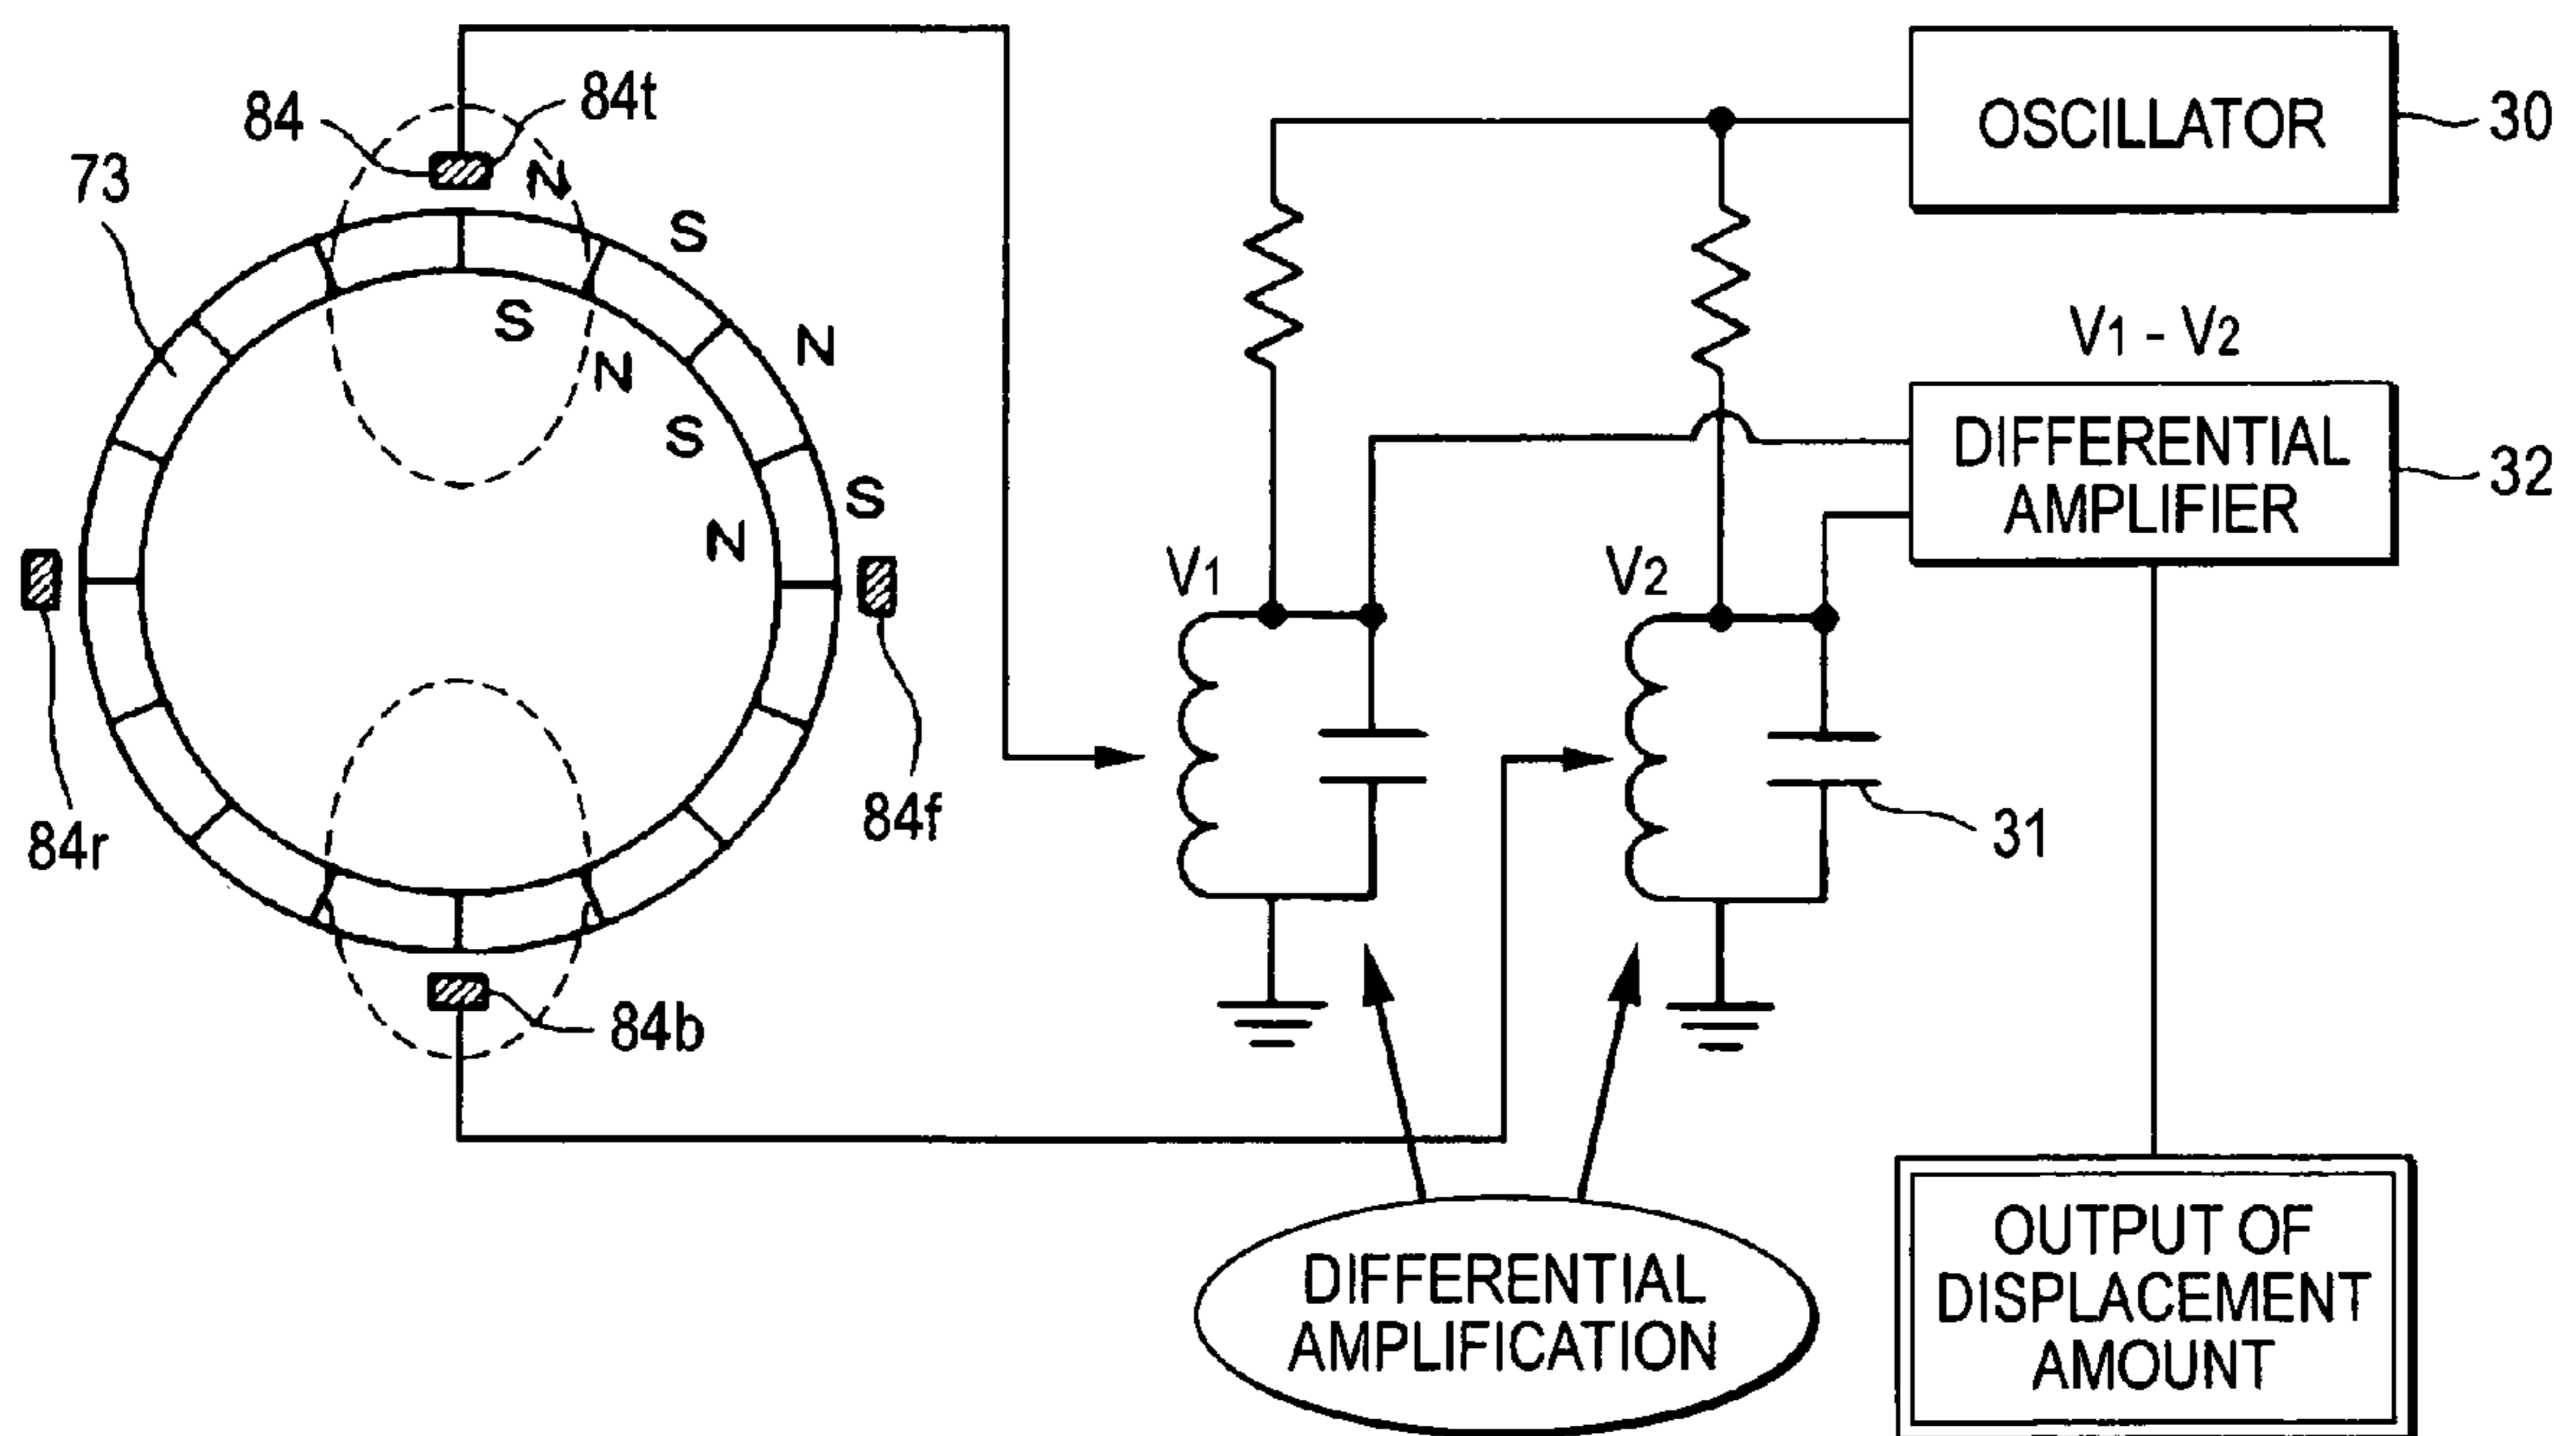 84
84t
73
N
S
S
N
N
S
S
N
84r
84f
84b
OSCILLATOR
30
V1 - V2
DIFFERENTIAL
AMPLIFIER
32
V1
V2
31
DIFFERENTIAL
AMPLIFICATION
OUTPUT OF
DISPLACEMENT
AMOUNT